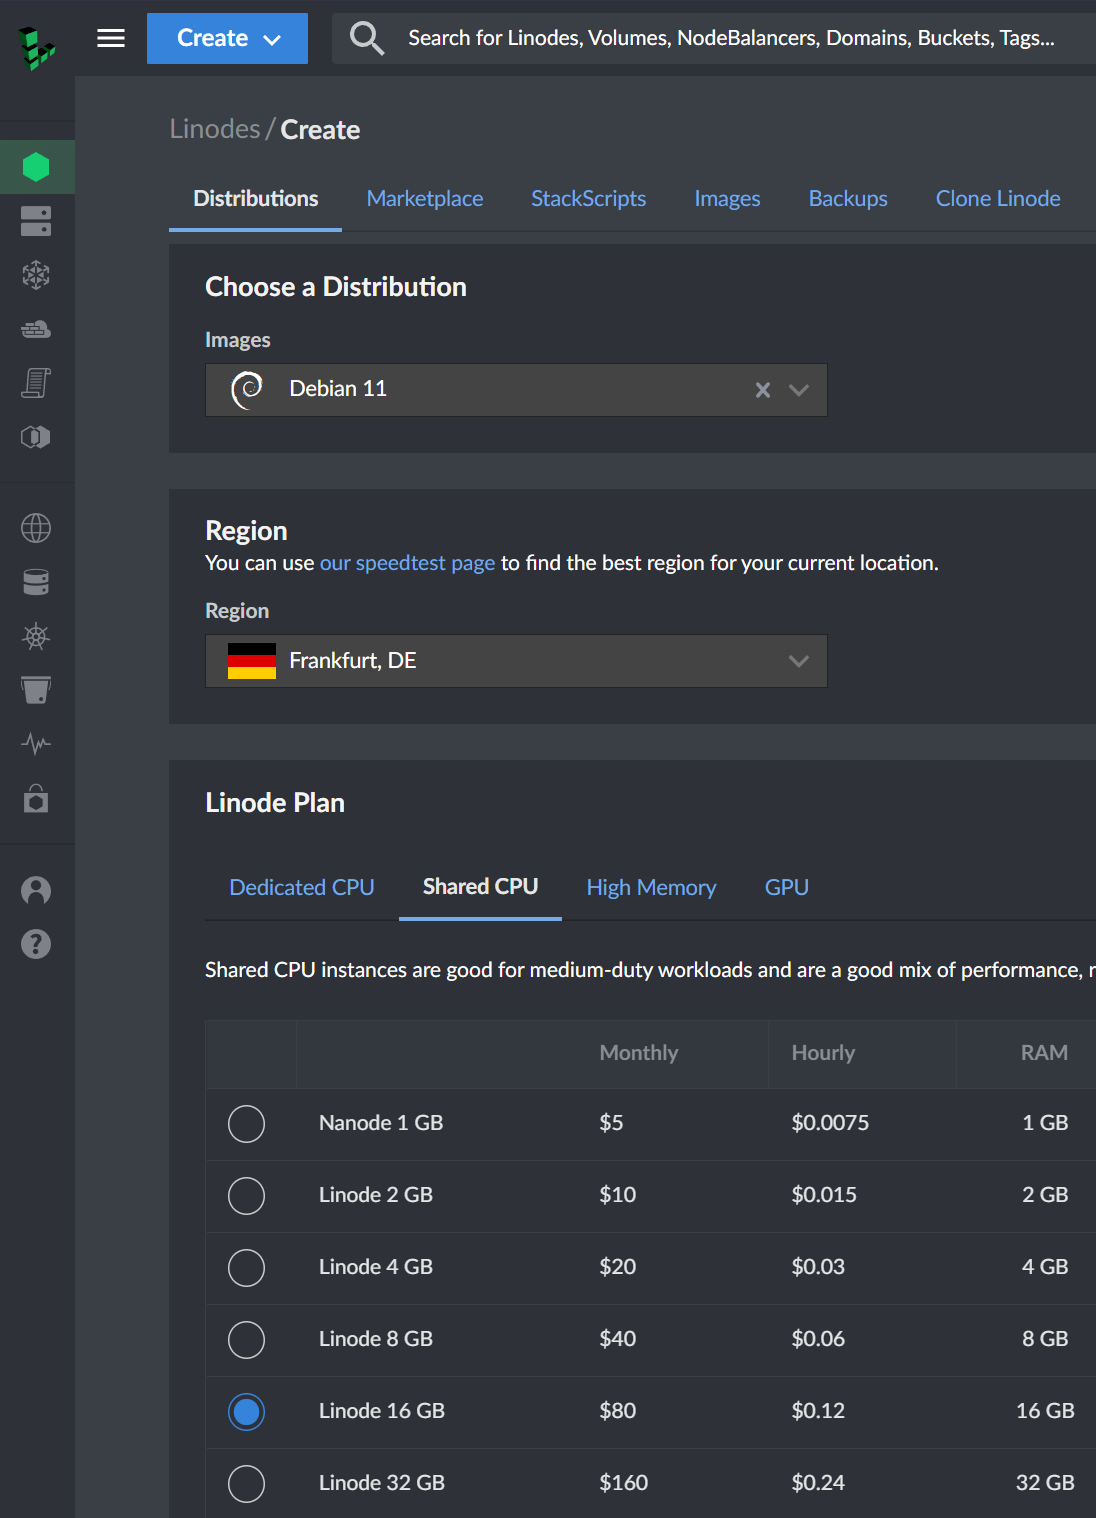 Create
Search for Linodes, Volumes, NodeBalancers, Domains, Buckets, Tags...
Linodes / Create
Distributions Marketplace StackScripts Images Backups Clone Linode
Choose a Distribution
Images
Debian 11
Region
You can use our speedtest page to find the best region for your current location.
Region
Frankfurt, DE
Linode Plan
Dedicated CPU Shared CPU High Memory GPU
Shared CPU instances are good for medium-duty workloads and are a good mix of performance,
Monthly Hourly RAM
Nanode 1 GB $5 $0.0075 1 GB
Linode 2 GB $10 $0.015 2 GB
Linode 4 GB $20 $0.03 4 GB
Linode 8 GB $40 $0.06 8 GB
Linode 16 GB $80 $0.12 16 GB
Linode 32 GB $160 $0.24 32 GB